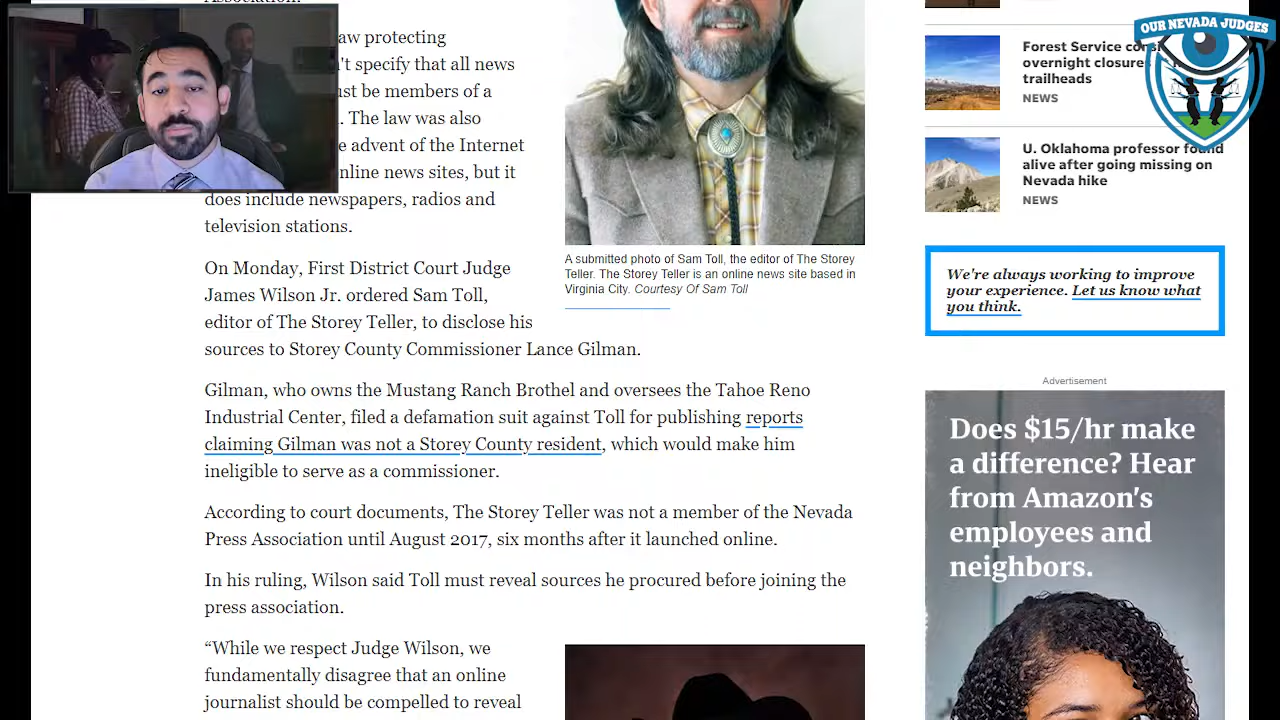 Association.
aw protecting
't specify that all news
ust be members of a
. The law was also
e advent of the Internet
nline news sites, but it
does include newspapers, radios and
television stations.
On Monday, First District Court Judge
James Wilson Jr. ordered Sam Toll,
editor of The Storey Teller, to disclose his
sources to Storey County Commissioner Lance Gilman.
Gilman, who owns the Mustang Ranch Brothel and oversees the Tahoe Reno
Industrial Center, filed a defamation suit against Toll for publishing reports
claiming Gilman was not a Storey County resident, which would make him
ineligible to serve as a commissioner.
According to court documents, The Storey Teller was not a member of the Nevada
Press Association until August 2017, six months after it launched online.
In his ruling, Wilson said Toll must reveal sources he procured before joining the
press association.
“While we respect Judge Wilson, we
fundamentally disagree that an online
journalist should be compelled to reveal
A submitted photo of Sam Toll, the editor of The Storey
Teller. The Storey Teller is an online news site based in
Virginia City. Courtesy Of Sam Toll
OUR NEVADA JUDGES
Forest Service
overnight closure
trailheads
NEWS
U. Oklahoma professor found
alive after going missing on
Nevada hike
NEWS
We're always working to improve
your experience. Let us know what
you think.
Advertisement
Does $15/hr make
a difference? Hear
from Amazon's
employees and
neighbors.